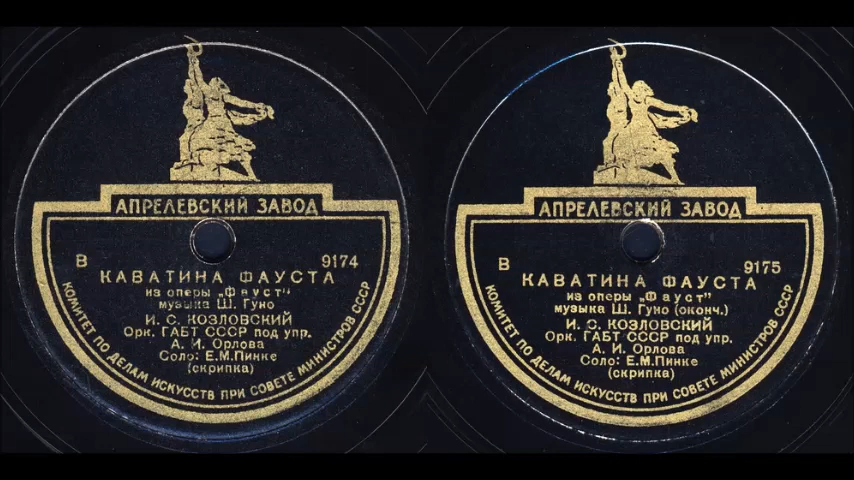 АПРЕЛЕВСКИЙ ЗАВОД
В 9174
КАВАТИНА ФАУСТА
из оперы „Фауст"
музыка Ш. Гуно
И. С. КОЗЛОВСКИЙ
Орк. ГАБТ СССР под упр.
А. И. Орлова
Соло: Е.М.Пинке
(скрипка)
КОМИТЕТ ПО ДЕЛАМ ИСКУССТВ ПРИ СОВЕТЕ МИНИСТРОВ СССР
АПРЕЛЕВСКИЙ ЗАВОД
В 9175
КАВАТИНА ФАУСТА
из оперы „Фауст"
музыка Ш. Гуно (оконч.)
И. С. КОЗЛОВСКИЙ
Орк. ГАБТ СССР под упр.
А. И. Орлова
Соло: Е.М.Пинке
(скрипка)
КОМИТЕТ ПО ДЕЛАМ ИСКУССТВ ПРИ СОВЕТЕ МИНИСТРОВ СССР